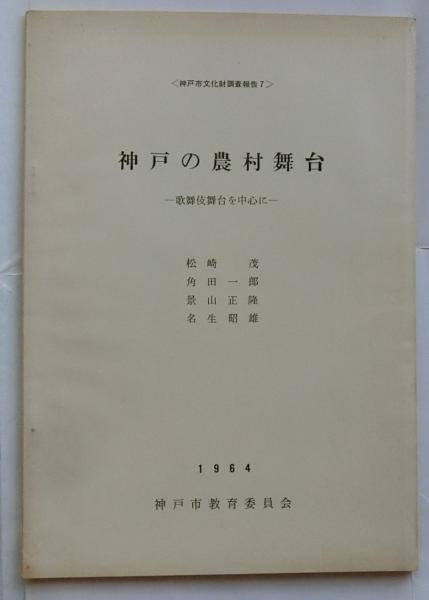 ＜神戸市文化財調査報告7＞
神戸の農村舞台
―歌舞伎舞台を中心に―
松崎 茂
角田一郎
景山正隆
名生昭雄
1964
神戸市教育委員会